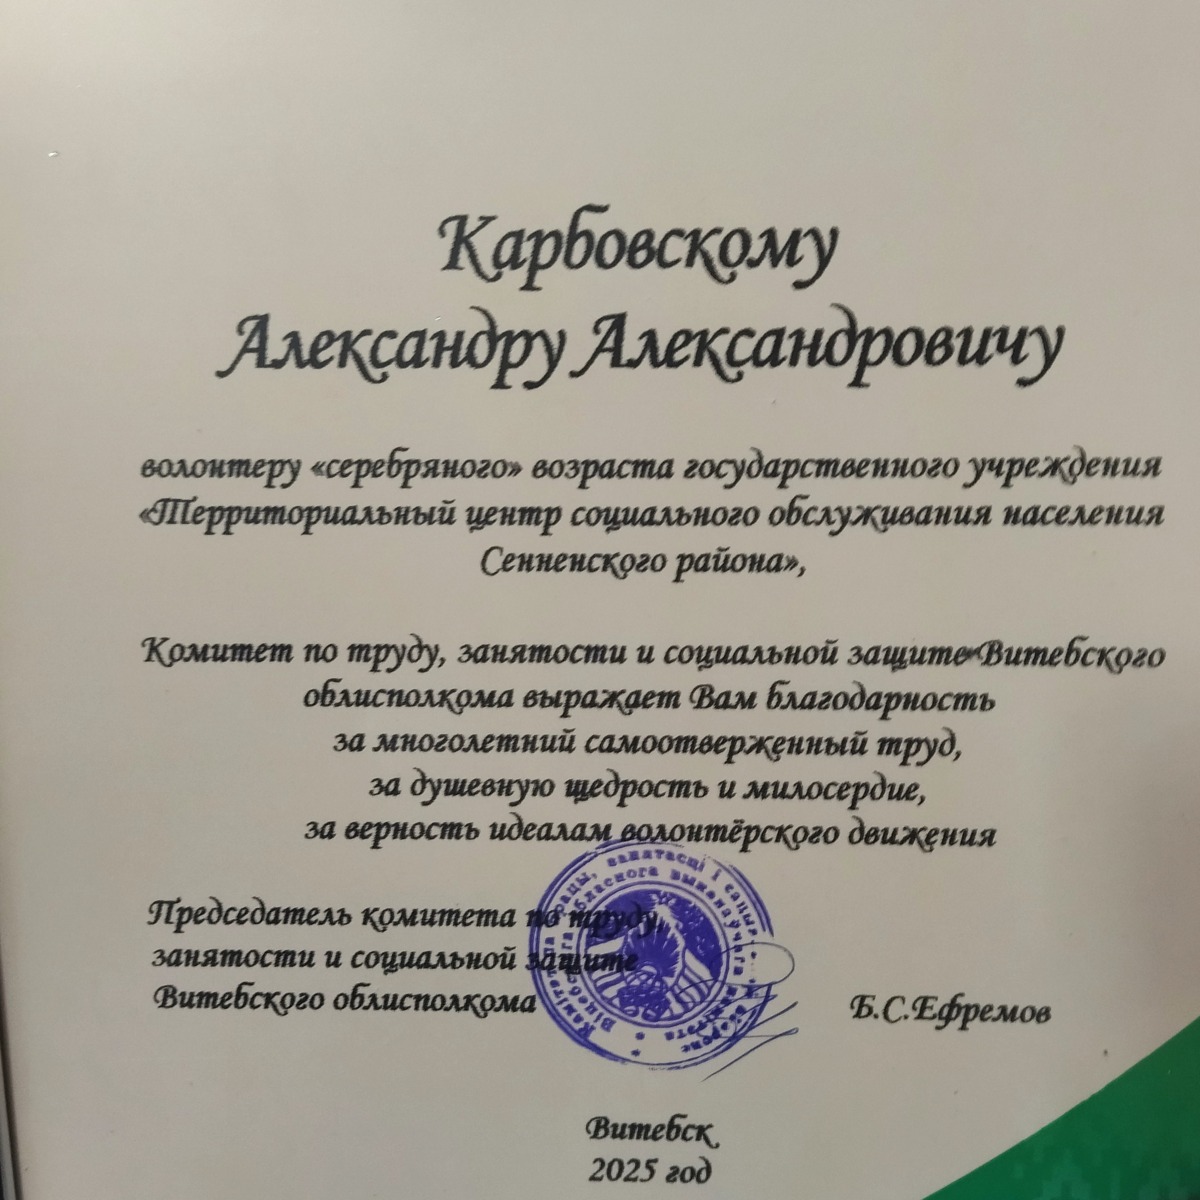 Карбовскому
Александру Александровичу
волонтеру «серебряного» возраста государственного учреждения
«Территориальный центр социального обслуживания населения
Сенненского района»,
Комитет по труду, занятости и социальной защите Витебского
облисполкома выражает Вам благодарность
за многолетний самоотверженный труд,
за душевную щедрость и милосердие,
за верность идеалам волонтёрского движения
Председатель комитета по труду,
занятости и социальной защите
Витебского облисполкома
Б.С.Ефремов
Витебск
2025 год